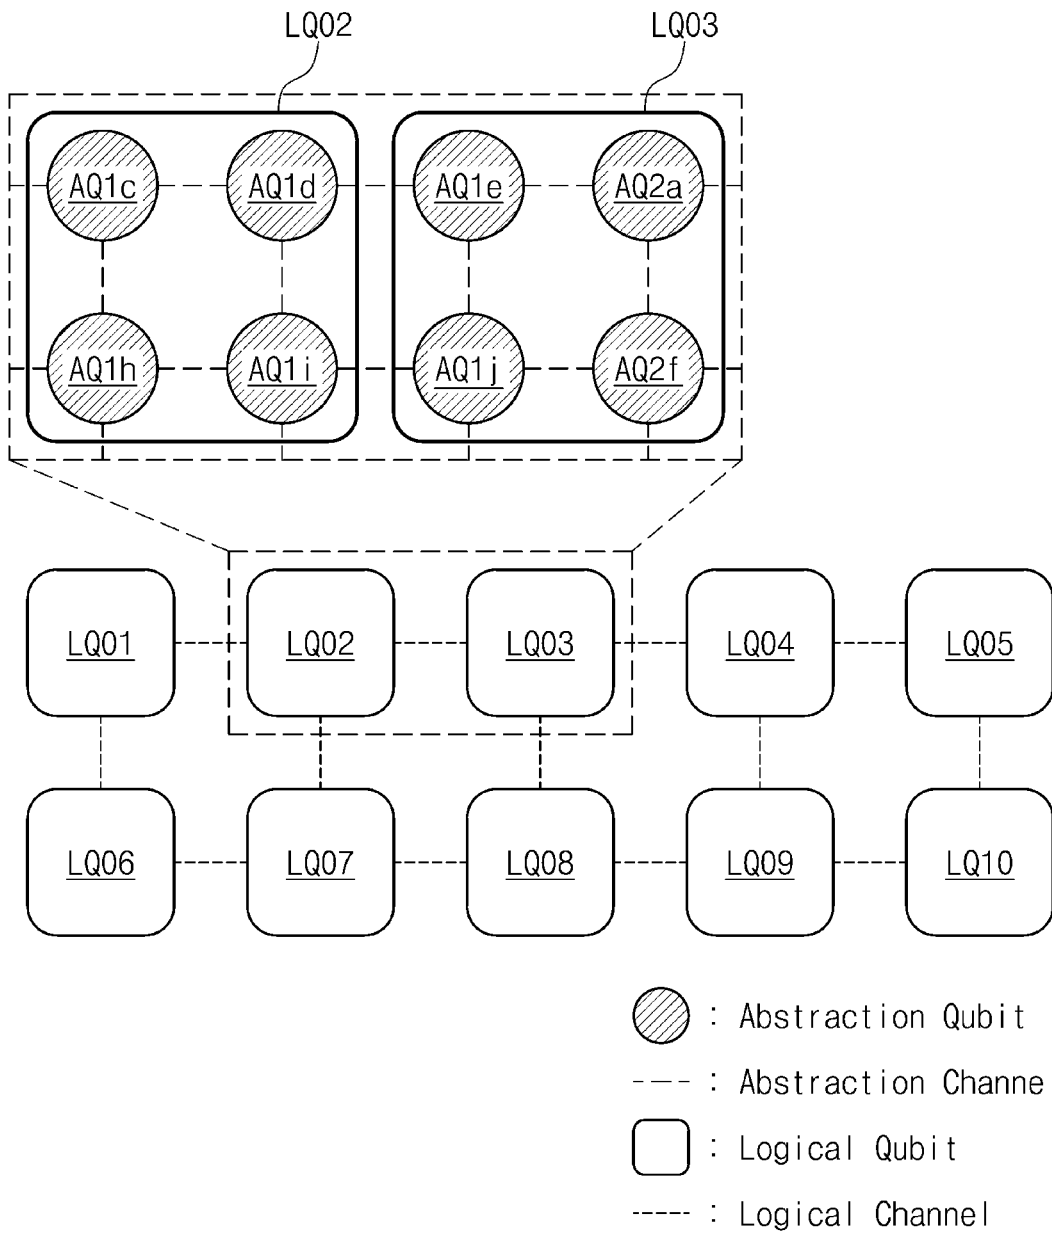 LQ02 LQ03
AQ1c AQ1d AQ1e AQ2a
AQ1h AQ1i AQ1j AQ2f
LQ01 LQ02 LQ03 LQ04 LQ05
LQ06 LQ07 LQ08 LQ09 LQ10
: Abstraction Qubit
: Abstraction Channe
: Logical Qubit
: Logical Channel